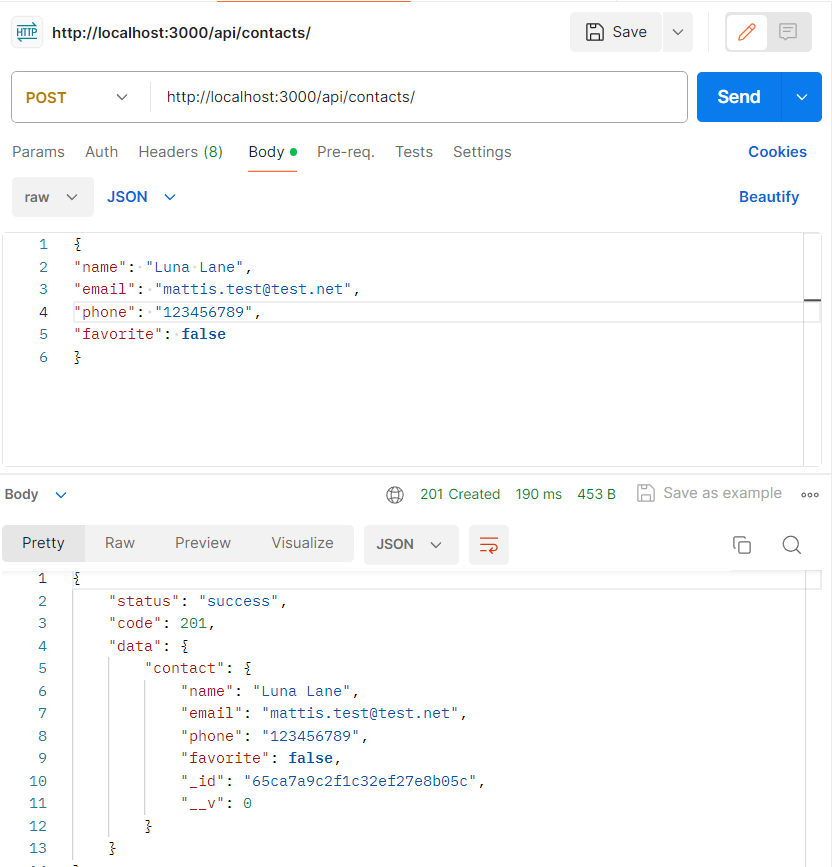 HTTP http://localhost:3000/api/contacts/ Save
POST http://localhost:3000/api/contacts/ Send
Params Auth Headers (8) Body Pre-req. Tests Settings Cookies
raw JSON Beautify
1 {
2 "name": "Luna Lane",
3 "email": "mattis.test@test.net",
4 "phone": "123456789",
5 "favorite": false
6 }
Body 201 Created 190 ms 453 B Save as example
Pretty Raw Preview Visualize JSON
1 {
2 "status": "success",
3 "code": 201,
4 "data": {
5 "contact": {
6 "name": "Luna Lane",
7 "email": "mattis.test@test.net",
8 "phone": "123456789",
9 "favorite": false,
10 "_id": "65ca7a9c2f1c32ef27e8b05c",
11 "__v": 0
12 }
13 }